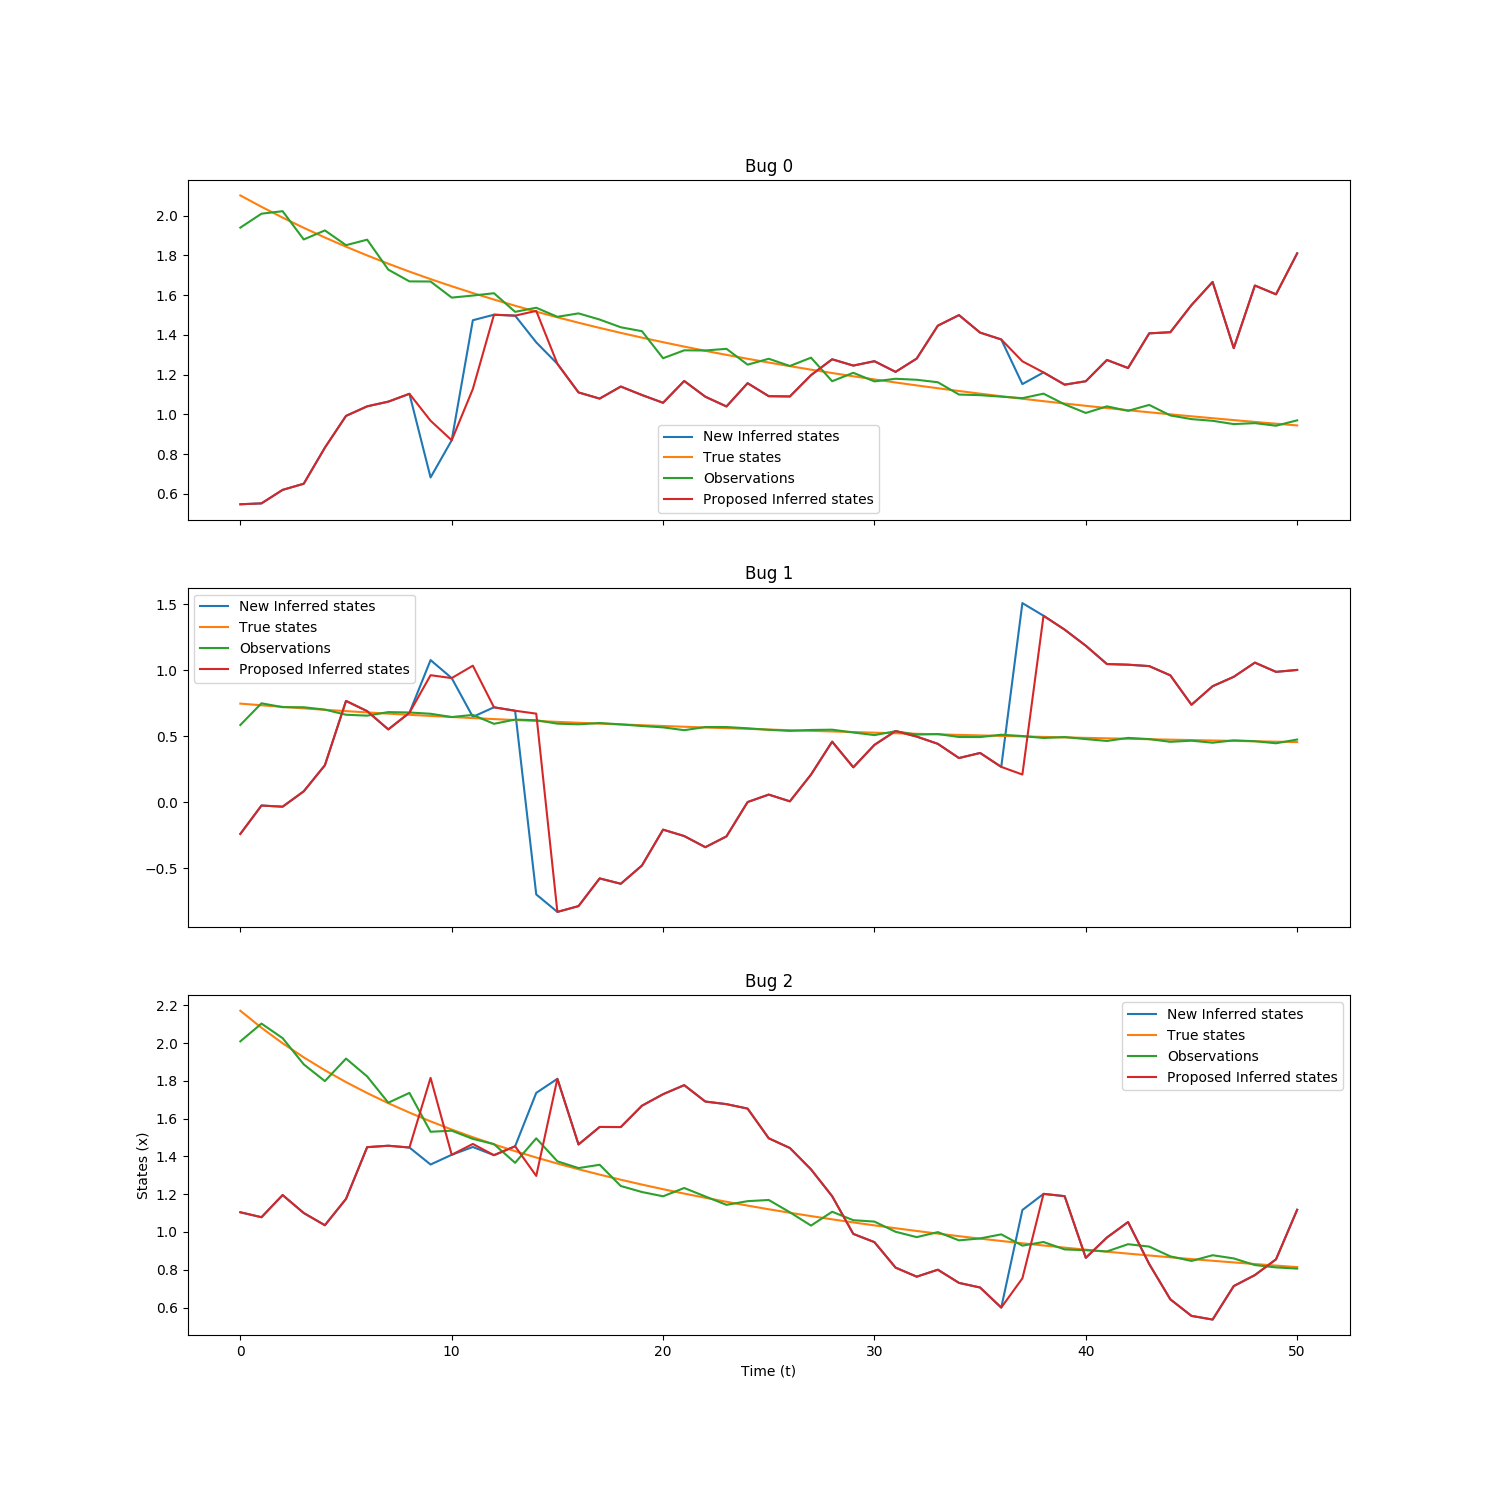 Bug 0
2.0
1.8
1.6
1.4
1.2
1.0
0.8
0.6
New Inferred states
True states
Observations
Proposed Inferred states
Bug 1
1.5
1.0
0.5
0.0
−0.5
New Inferred states
True states
Observations
Proposed Inferred states
Bug 2
States (x)
2.2
2.0
1.8
1.6
1.4
1.2
1.0
0.8
0.6
New Inferred states
True states
Observations
Proposed Inferred states
0 10 20 30 40 50
Time (t)